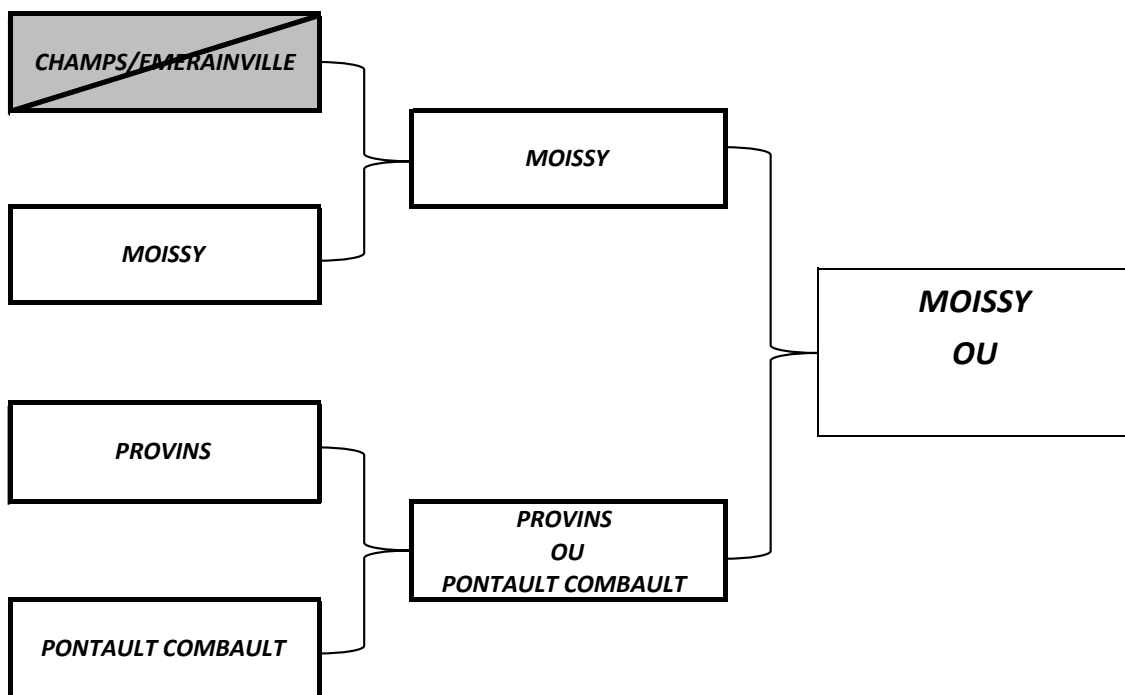 CHAMPS/EMERAINVILLE
MOISSY
MOISSY
MOISSY
OU
PROVINS
PROVINS
OU
PONTAULT COMBAULT
PONTAULT COMBAULT